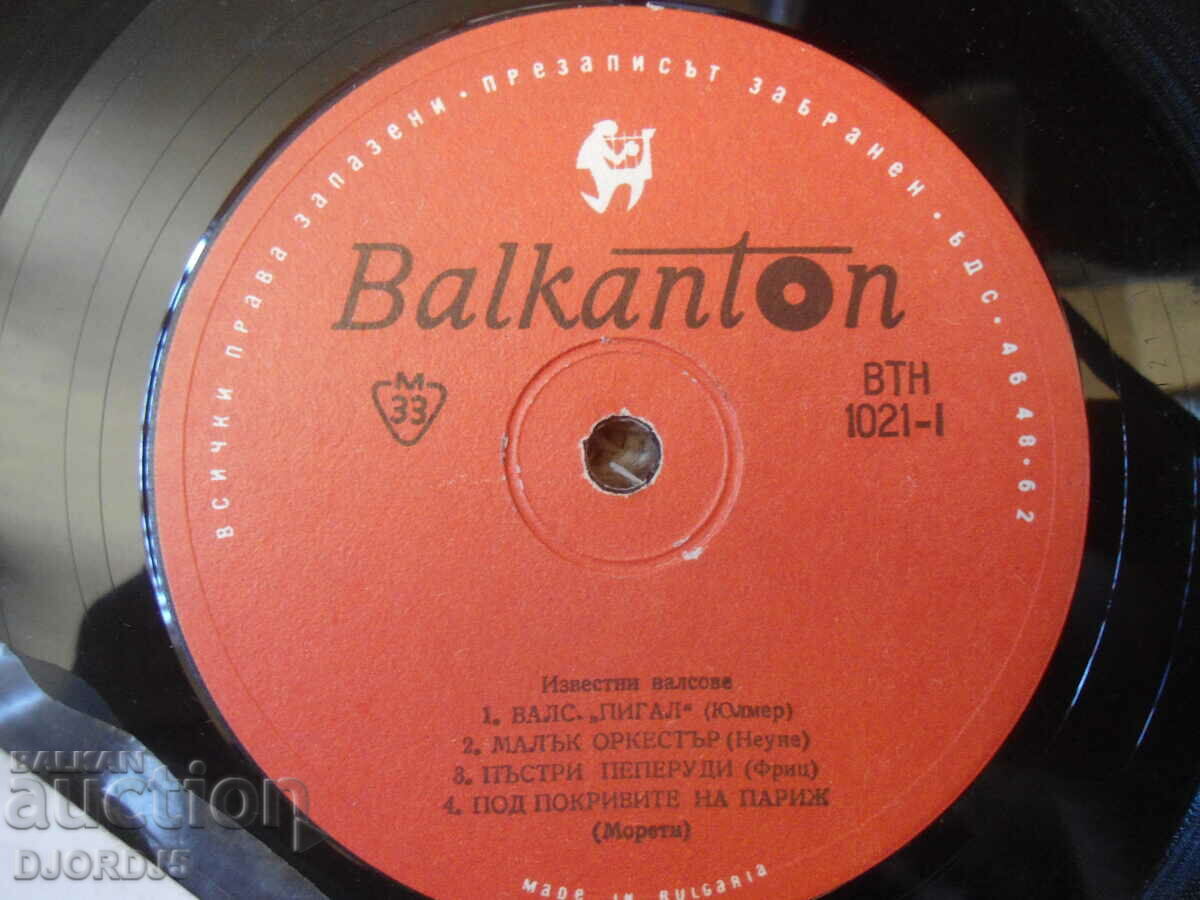 ВСИЧКИ ПРАВА ЗАПАЗЕНИ · ПРЕЗАПИСЪТ ЗАБРАНЕН · БДС · А648·62
Balkanton
М
33
ВТН
1021-I
Известни валсове
1. ВАЛС „ПИГАЛ“ (Юлмер)
2. МАЛЪК ОРКЕСТЪР (Неуне)
3. ПЪСТРИ ПЕПЕРУДИ (Фриц)
4. ПОД ПОКРИВИТЕ НА ПАРИЖ
(Морети)
MADE IN BULGARIA
BALKAN
auction
DJORDJ5